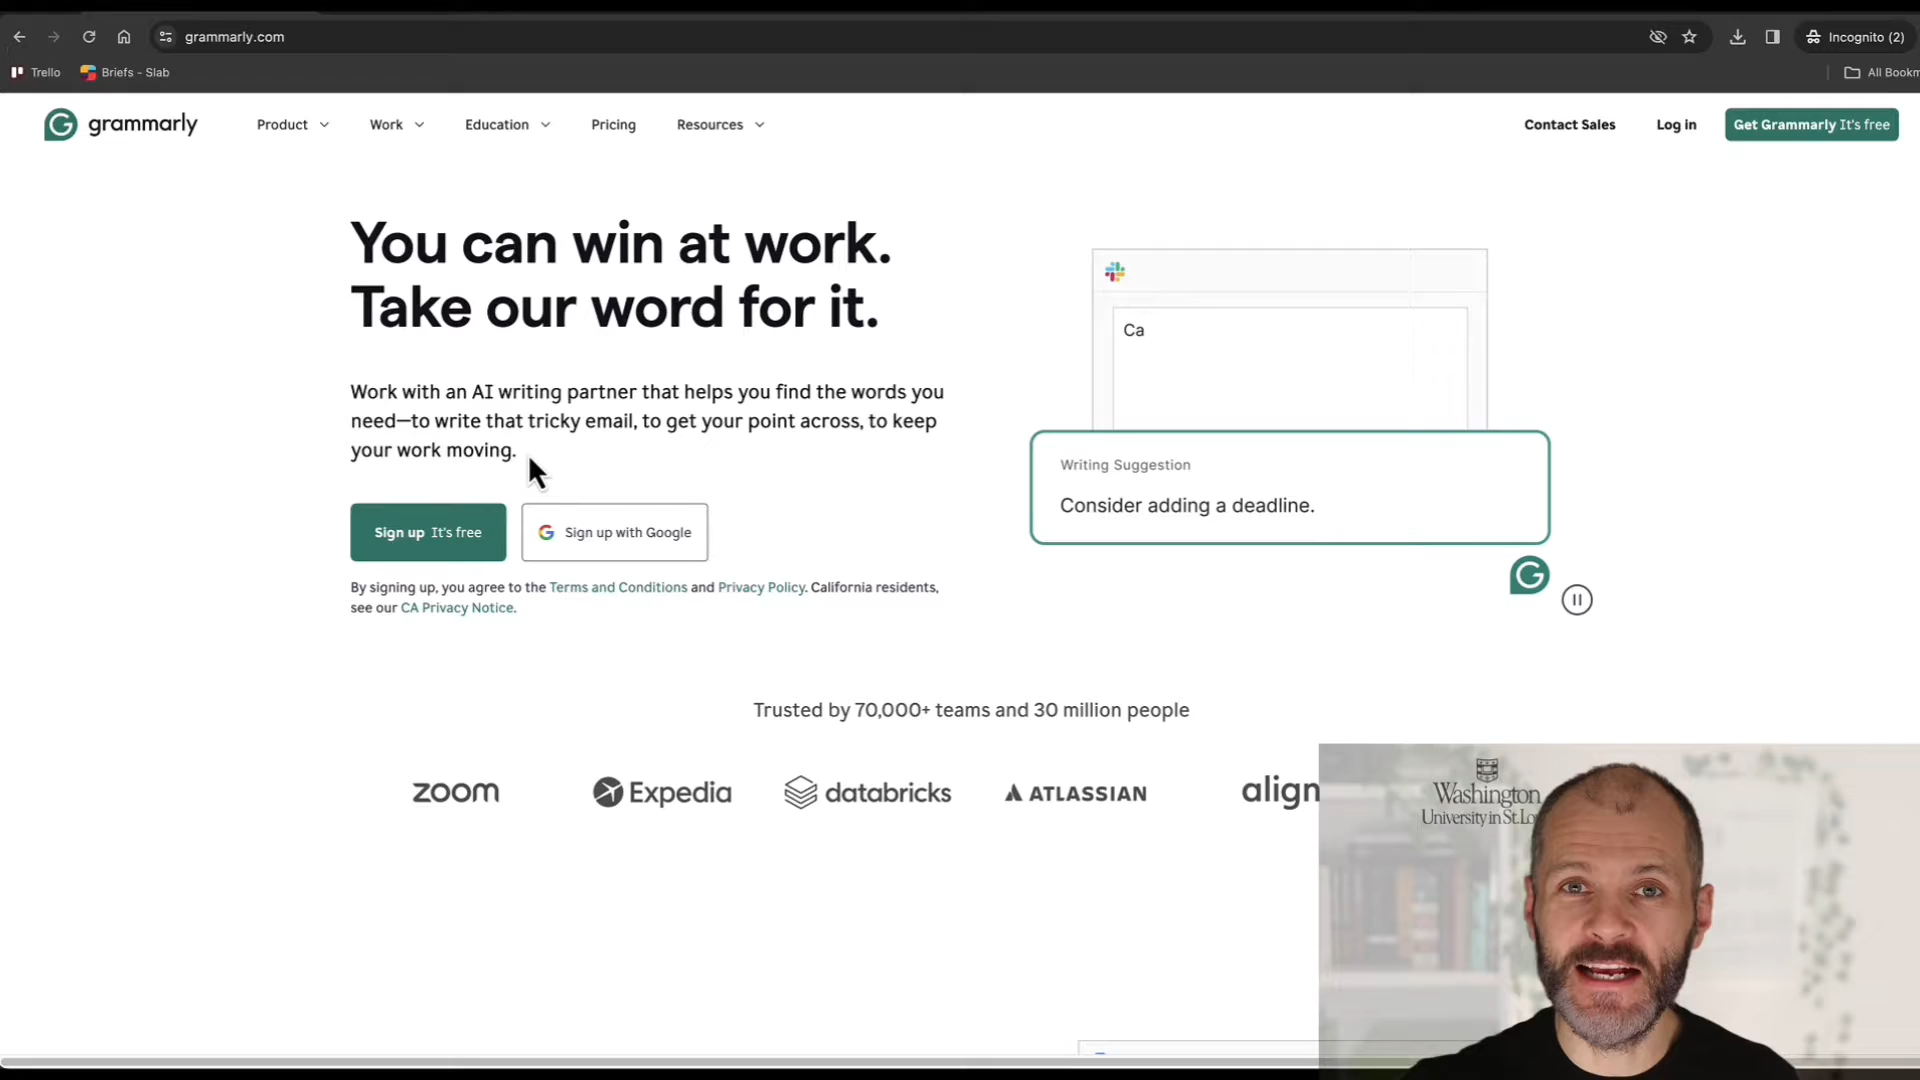 grammarly.com
Incognito (2)
Trello
Briefs - Slab
All Bookm
grammarly
Product
Work
Education
Pricing
Resources
Contact Sales
Log in
Get Grammarly It's free
You can win at work.
Take our word for it.
Work with an AI writing partner that helps you find the words you
need—to write that tricky email, to get your point across, to keep
your work moving.
Sign up It's free
Sign up with Google
By signing up, you agree to the Terms and Conditions and Privacy Policy. California residents,
see our CA Privacy Notice.
Ca
Writing Suggestion
Consider adding a deadline.
Trusted by 70,000+ teams and 30 million people
zoom
Expedia
databricks
ATLASSIAN
align
Washington
University in St. Lo